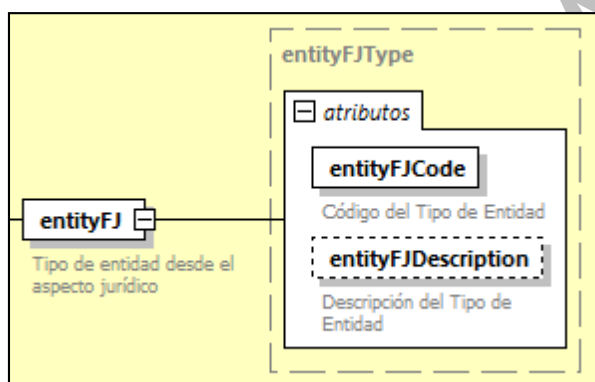 entityFJType
atributos
entityFJCode
Código del Tipo de Entidad
entityFJ
Tipo de entidad desde el
aspecto jurídico
entityFJDescription
Descripción del Tipo de
Entidad